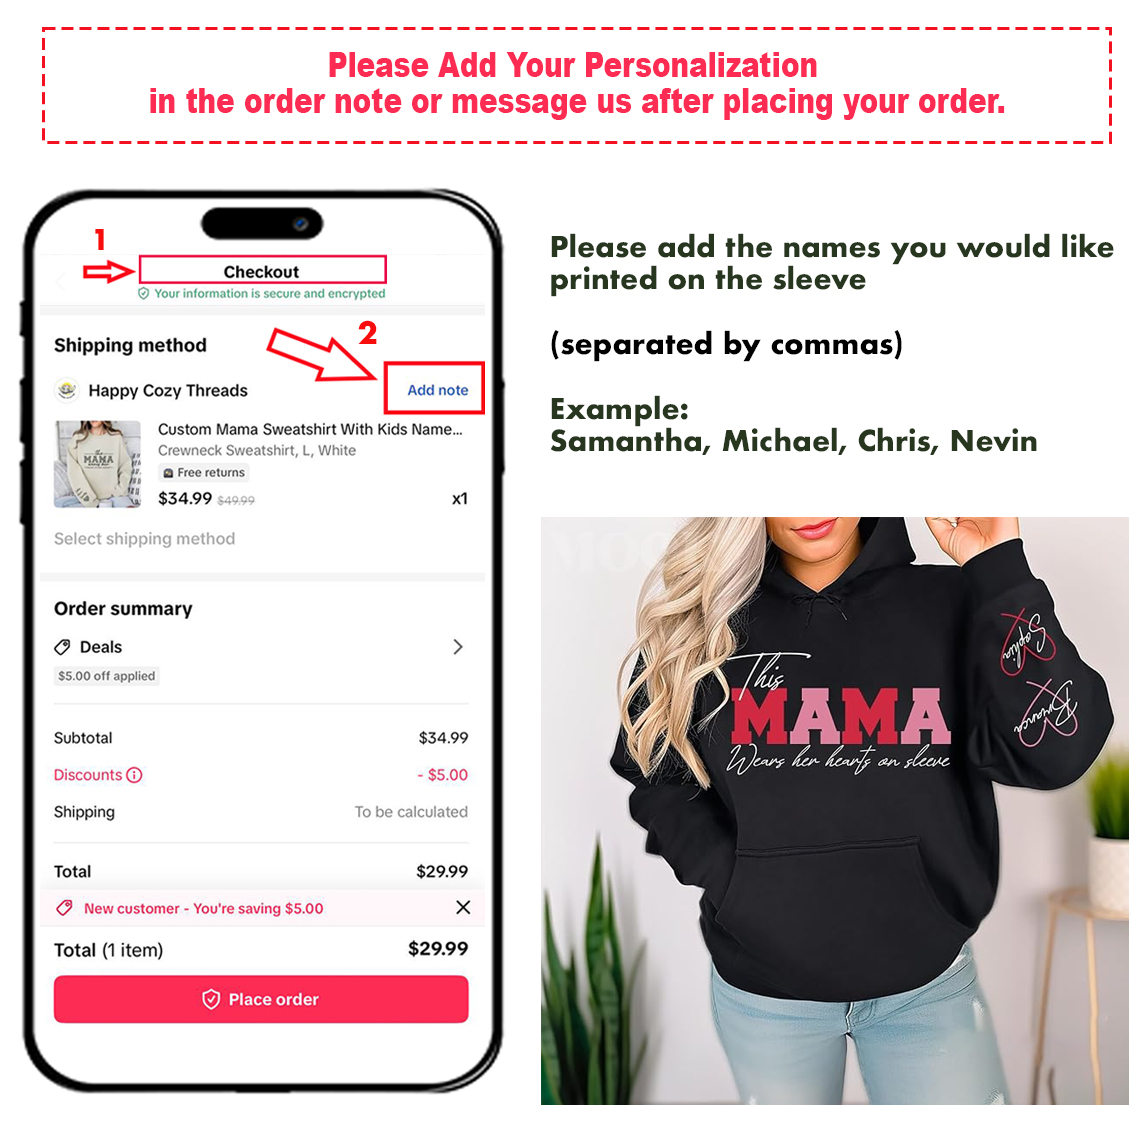 Please Add Your Personalization
in the order note or message us after placing your order.
1
Checkout
Your information is secure and encrypted
2
Shipping method
Happy Cozy Threads
Add note
Custom Mama Sweatshirt With Kids Name...
Crewneck Sweatshirt, L, White
Free returns
$34.99 $49.99
x1
Select shipping method
Order summary
Deals
$5.00 off applied
Subtotal
$34.99
Discounts
- $5.00
Shipping
To be calculated
Total
$29.99
New customer - You're saving $5.00
Total (1 item)
$29.99
Place order
Please add the names you would like
printed on the sleeve
(separated by commas)
Example:
Samantha, Michael, Chris, Nevin
This
MAMA
Wears her hearts on sleeve
Sophia
MAMA